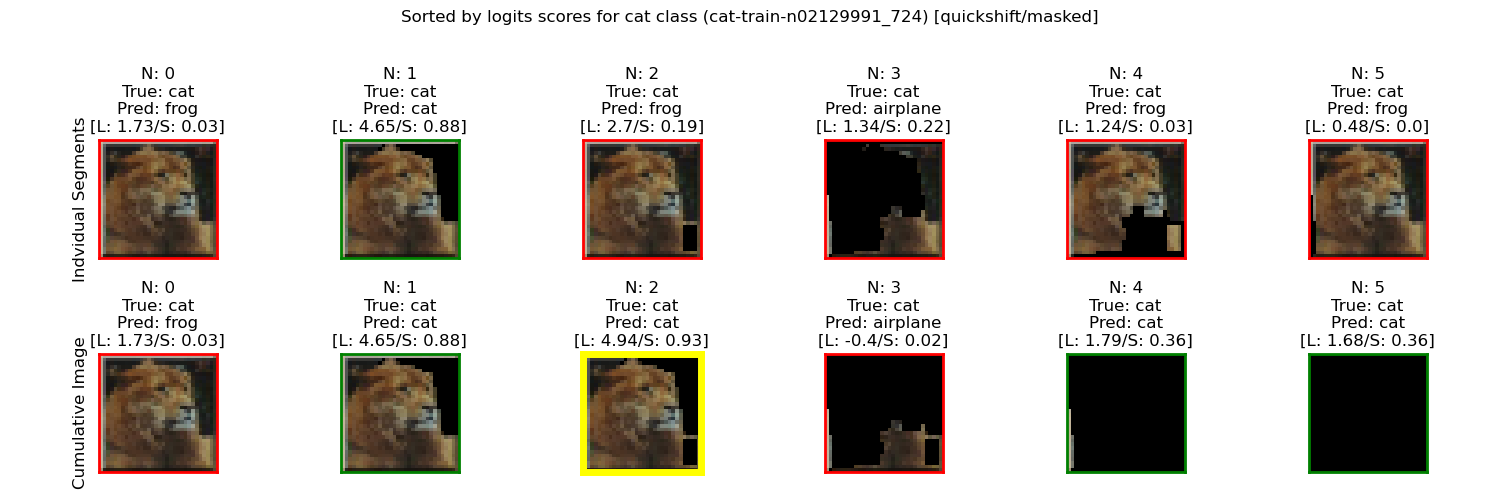 Sorted by logits scores for cat class (cat-train-n02129991_724) [quickshift/masked]
Indvidual Segments
N: 0
True: cat
Pred: frog
[L: 1.73/S: 0.03]
N: 1
True: cat
Pred: cat
[L: 4.65/S: 0.88]
N: 2
True: cat
Pred: frog
[L: 2.7/S: 0.19]
N: 3
True: cat
Pred: airplane
[L: 1.34/S: 0.22]
N: 4
True: cat
Pred: frog
[L: 1.24/S: 0.03]
N: 5
True: cat
Pred: frog
[L: 0.48/S: 0.0]
Cumulative Image
N: 0
True: cat
Pred: frog
[L: 1.73/S: 0.03]
N: 1
True: cat
Pred: cat
[L: 4.65/S: 0.88]
N: 2
True: cat
Pred: cat
[L: 4.94/S: 0.93]
N: 3
True: cat
Pred: airplane
[L: -0.4/S: 0.02]
N: 4
True: cat
Pred: cat
[L: 1.79/S: 0.36]
N: 5
True: cat
Pred: cat
[L: 1.68/S: 0.36]